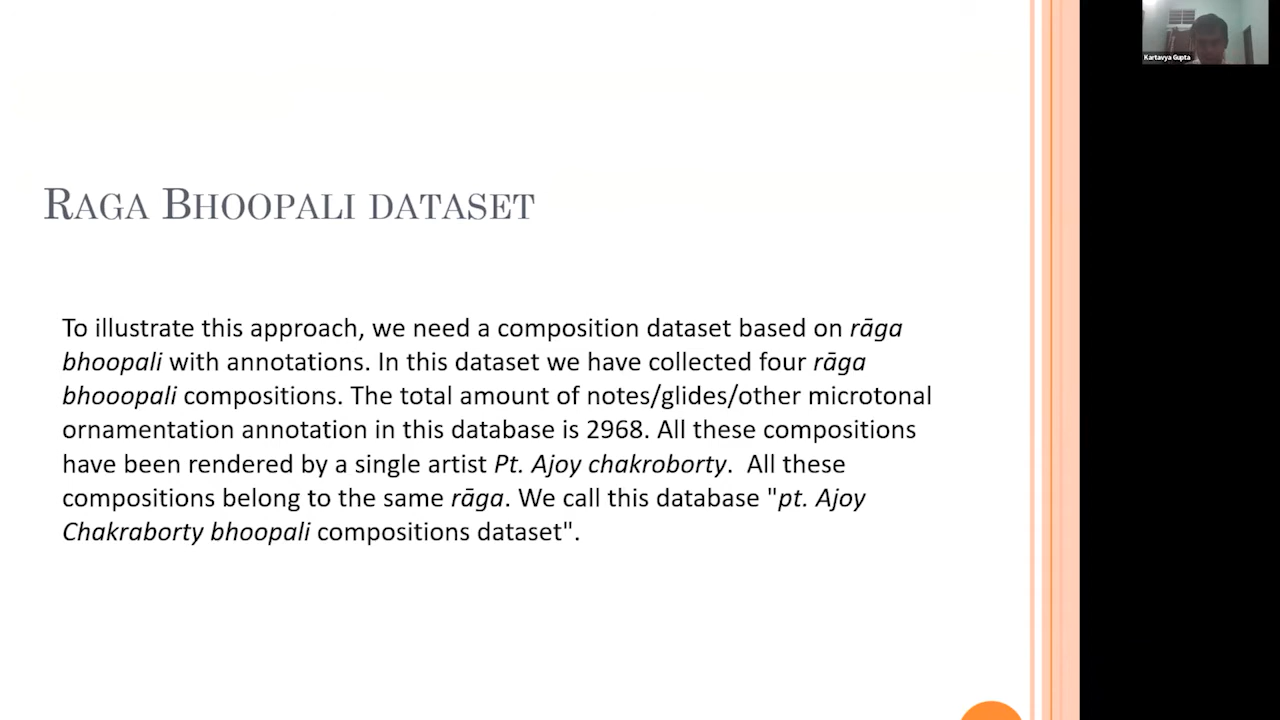 Kartavya Gupta
RAGA BHOOPALI DATASET
To illustrate this approach, we need a composition dataset based on rāga
bhoopali with annotations. In this dataset we have collected four rāga
bhooopali compositions. The total amount of notes/glides/other microtonal
ornamentation annotation in this database is 2968. All these compositions
have been rendered by a single artist Pt. Ajoy chakroborty.  All these
compositions belong to the same rāga. We call this database "pt. Ajoy
Chakraborty bhoopali compositions dataset".